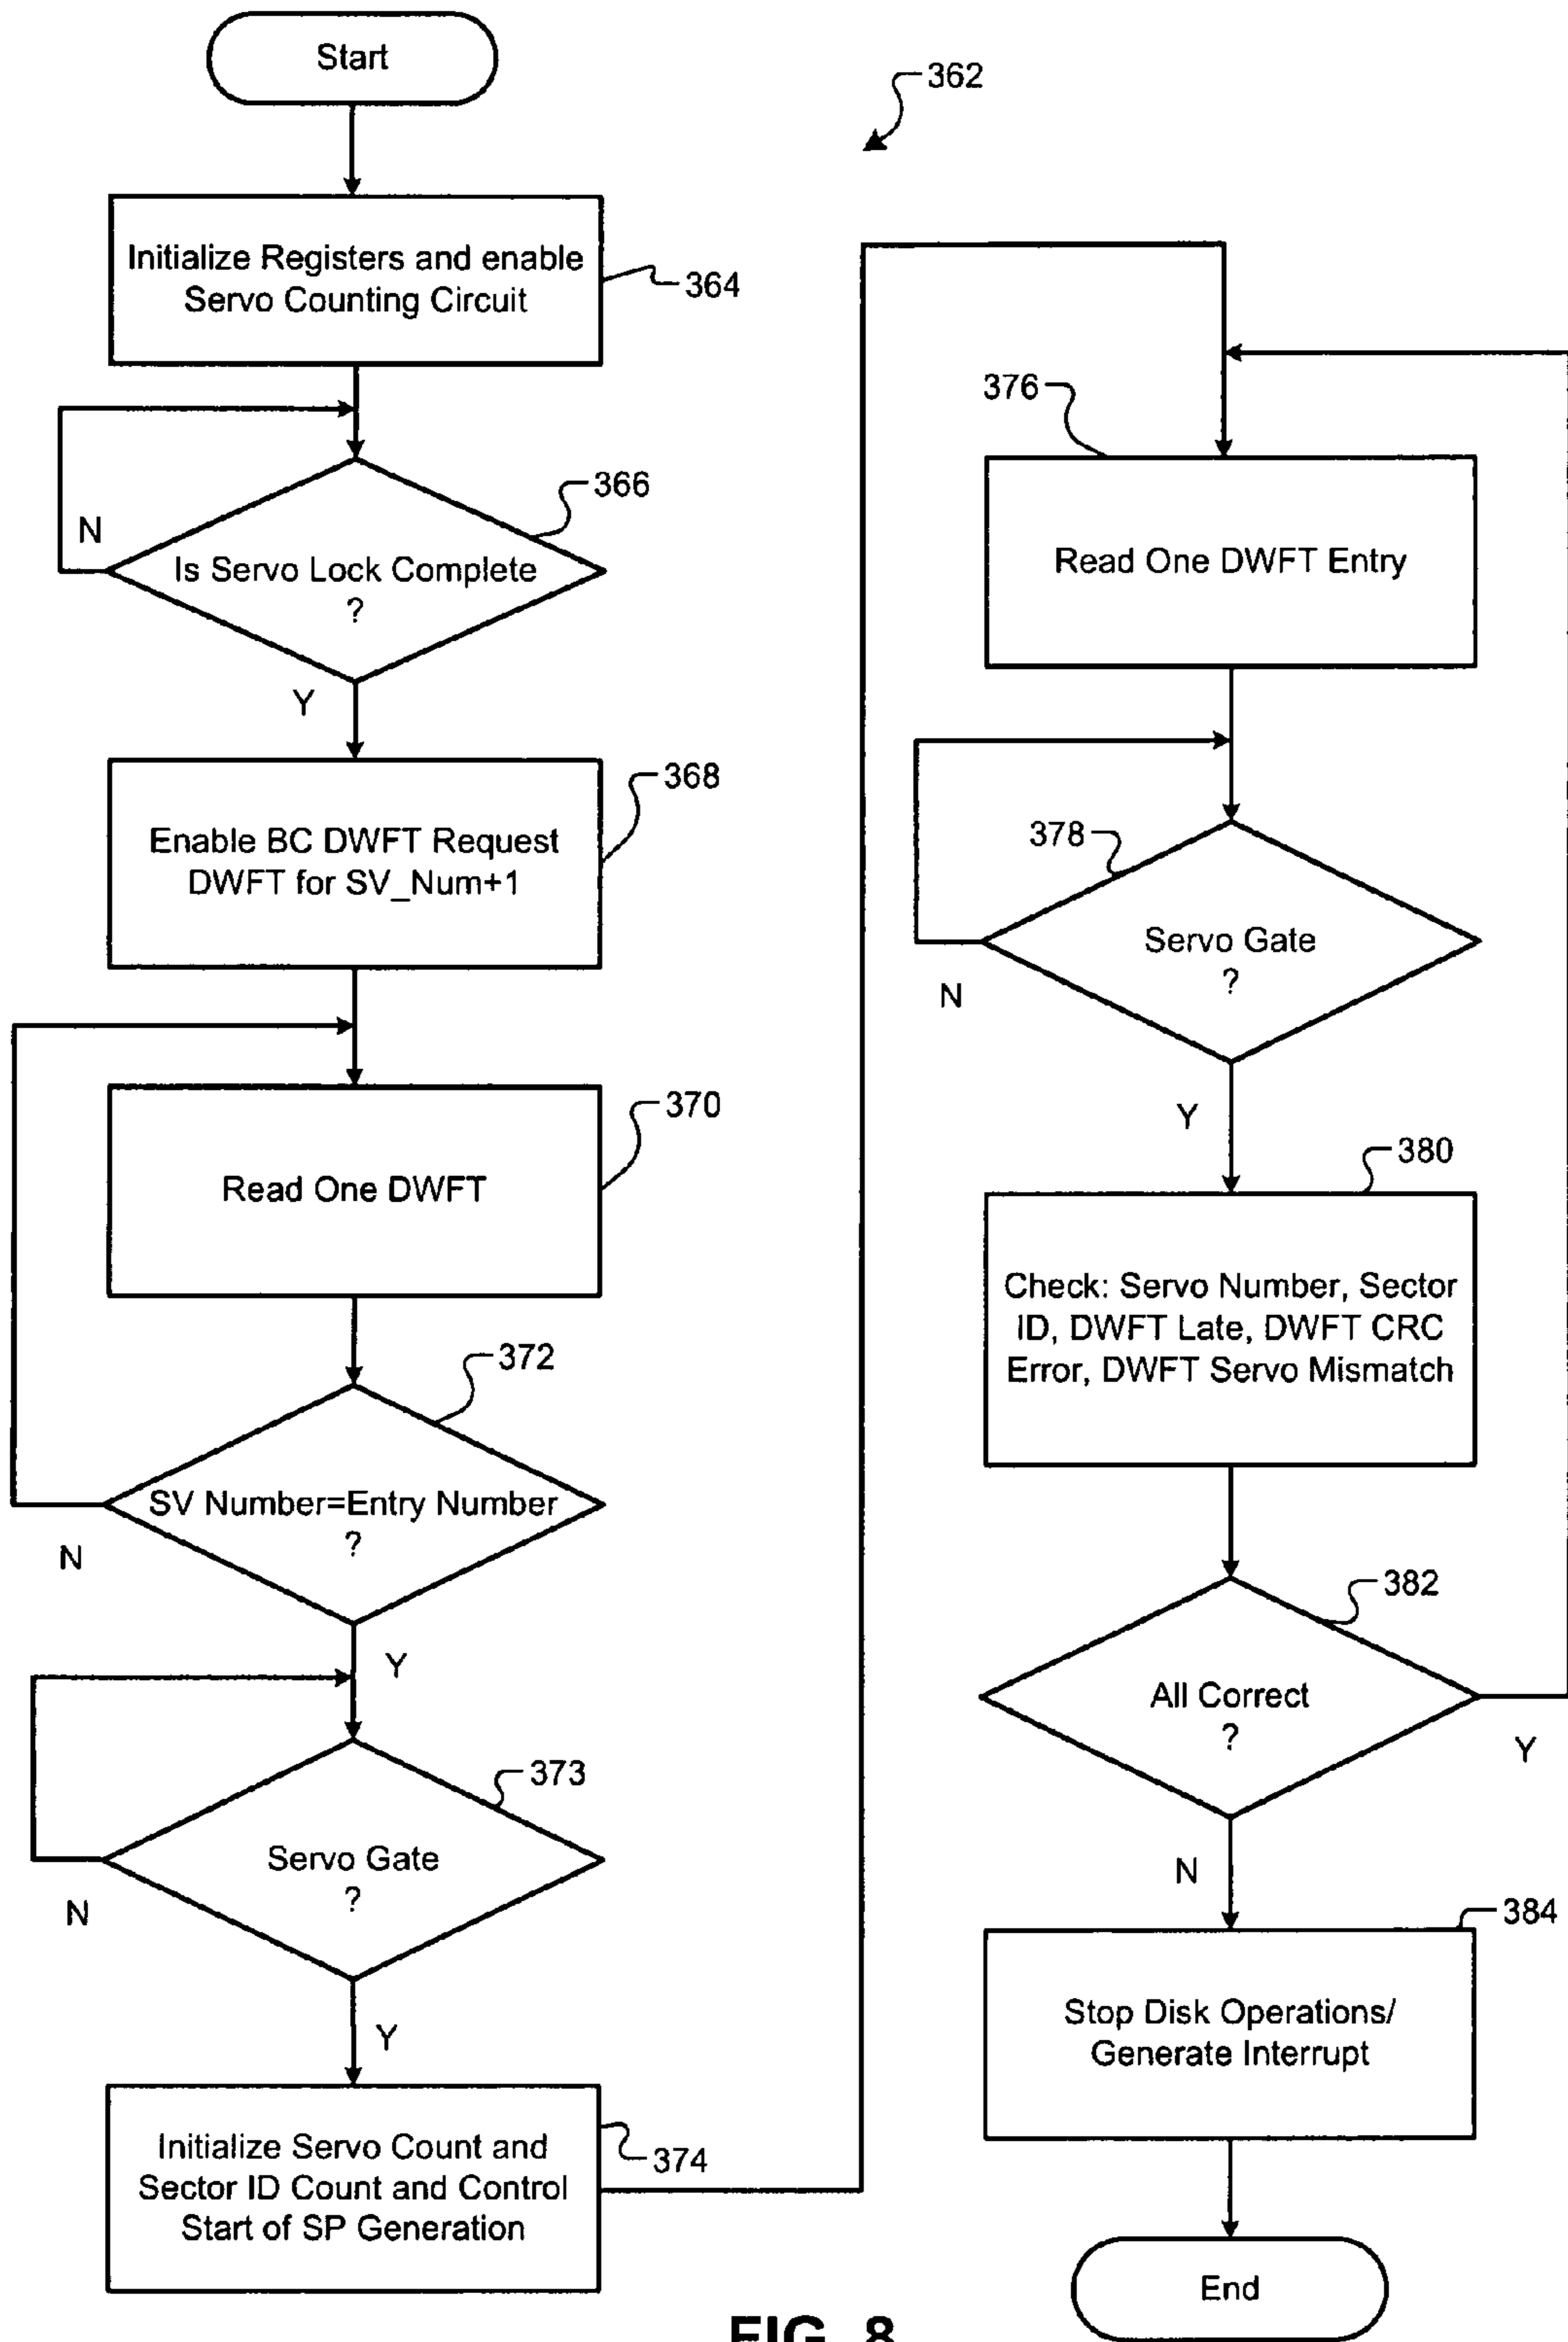 Start
362
Initialize Registers and enable
Servo Counting Circuit
364
366
N
Is Servo Lock Complete
?
Y
368
Enable BC DWFT Request
DWFT for SV_Num+1
370
Read One DWFT
372
SV Number=Entry Number
?
N
Y
373
Servo Gate
?
N
Y
Initialize Servo Count and
Sector ID Count and Control
Start of SP Generation
374
376
Read One DWFT Entry
378
Servo Gate
?
N
Y
380
Check: Servo Number, Sector
ID, DWFT Late, DWFT CRC
Error, DWFT Servo Mismatch
382
All Correct
?
Y
N
384
Stop Disk Operations/
Generate Interrupt
End
FIG. 8